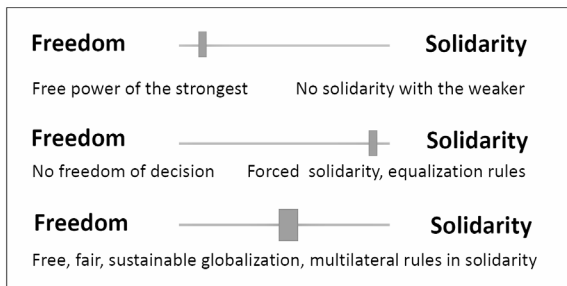 Freedom Solidarity
Free power of the strongest No solidarity with the weaker
Freedom Solidarity
No freedom of decision Forced solidarity, equalization rules
Freedom Solidarity
Free, fair, sustainable globalization, multilateral rules in solidarity